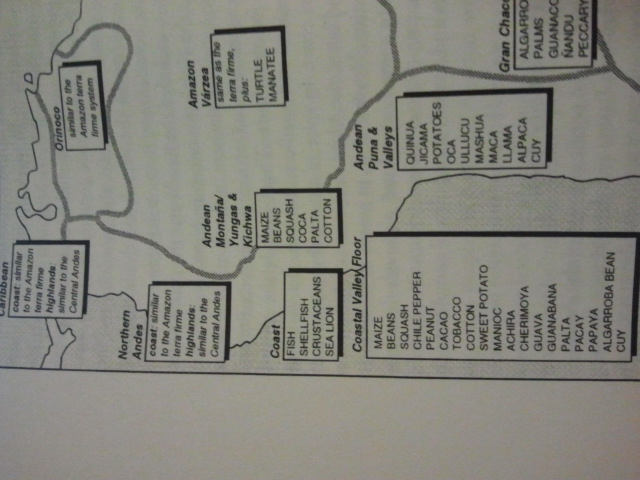 Caribbean
coast: similar
to the Amazon
terra firme
highlands:
similar to the
Central Andes
Orinoco
similar to the
Amazon terra
firme system
Northern
Andes
coast: similar
to the Amazon
terra firme
highlands:
similar to the
Central Andes
Andean
Montaña/
Yungas &
Kichwa
MAIZE
BEANS
SQUASH
COCA
PALTA
COTTON
Amazon
Várzea
same as the
terra firme,
plus:
TURTLE
MANATEE
Coast
FISH
SHELLFISH
CRUSTACEANS
SEA LION
Coastal Valley Floor
MAIZE
BEANS
SQUASH
CHILE PEPPER
PEANUT
CACAO
TOBACCO
COTTON
SWEET POTATO
MANIOC
ACHIRA
CHERIMOYA
GUAVA
GUANABANA
PALTA
PACAY
PAPAYA
ALGARROBA BEAN
CUY
Andean
Puna &
Valleys
QUINUA
JICAMA
POTATOES
OCA
ULLUCU
MASHUA
MACA
LLAMA
ALPACA
CUY
Gran Chaco
ALGARRO
PALMS
GUANACO
ÑANDU
PECCARY